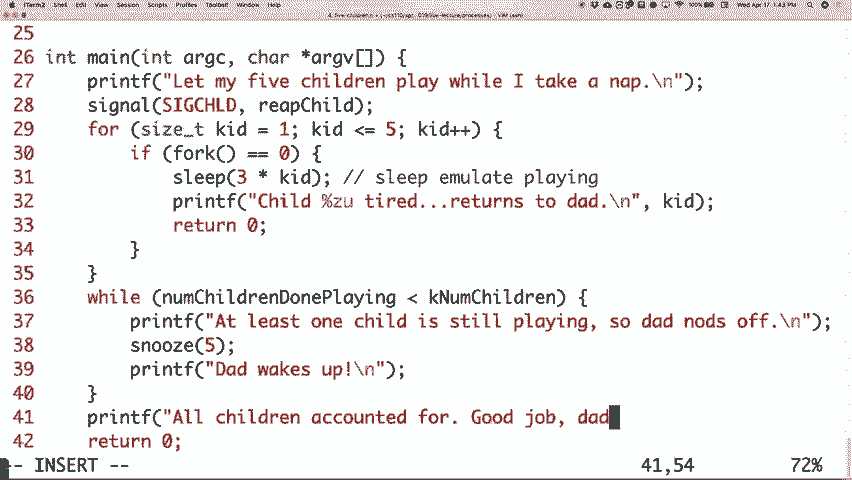 iTerm2 Shell Edit View Session Scripts Profiles Toolbelt Window Help 100% Wed Apr 17 1:43 PM
25
26 int main(int argc, char *argv[]) {
27 printf("Let my five children play while I take a nap.\n");
28 signal(SIGCHLD, reapChild);
29 for (size_t kid = 1; kid <= 5; kid++) {
30 if (fork() == 0) {
31 sleep(3 * kid); // sleep emulate playing
32 printf("Child %zu tired...returns to dad.\n", kid);
33 return 0;
34 }
35 }
36 while (numChildrenDonePlaying < kNumChildren) {
37 printf("At least one child is still playing, so dad nods off.\n");
38 snooze(5);
39 printf("Dad wakes up!\n");
40 }
41 printf("All children accounted for. Good job, dad
42 return 0;
-- INSERT -- 41,54 72%